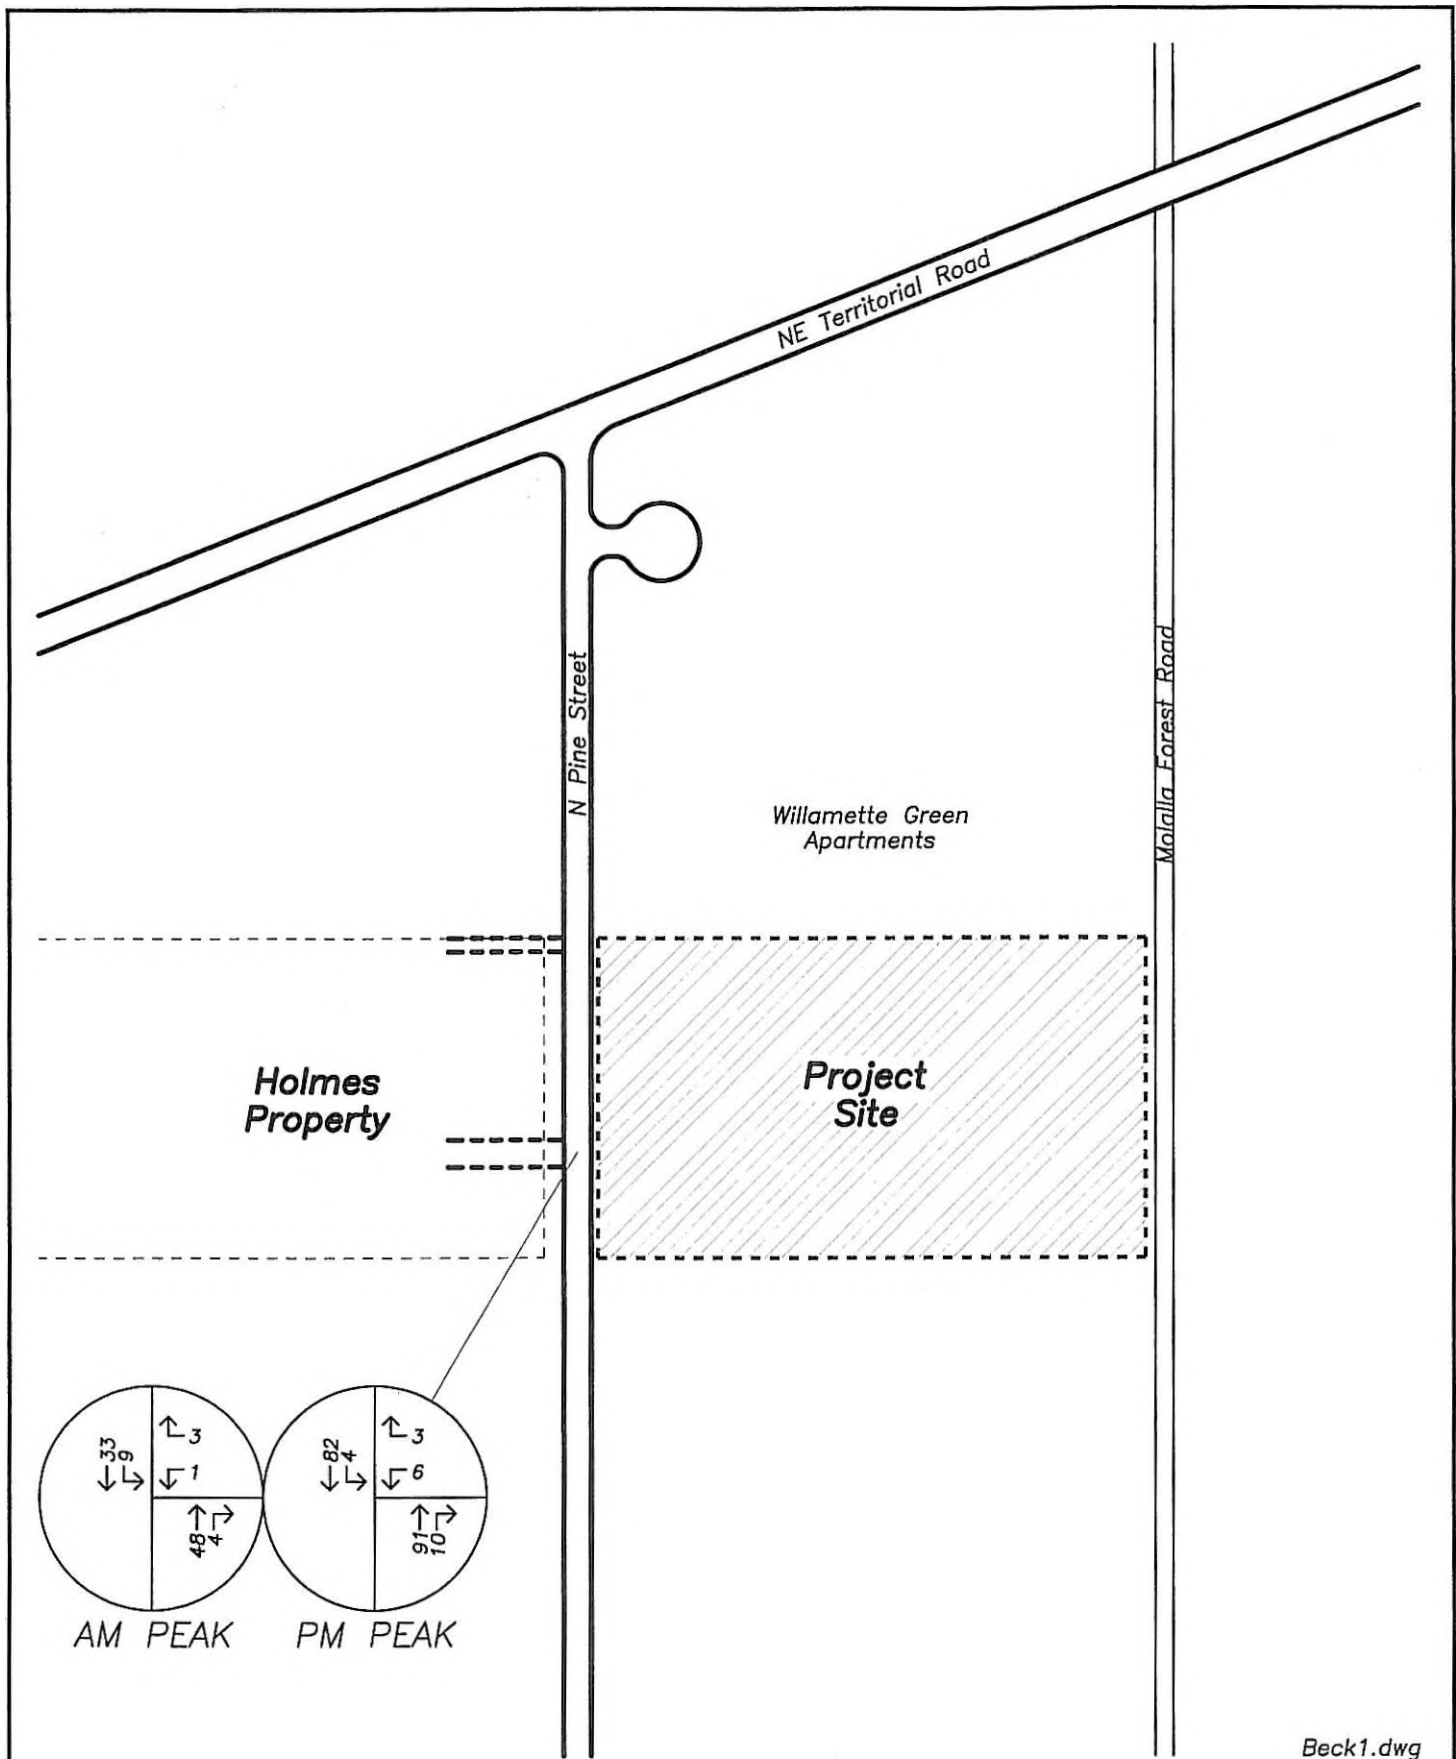 NE Territorial Road
N Pine Street
Molalla Forest Road
Willamette Green
Apartments
Holmes
Property
Project
Site
33
9
3
1
48
4
82
4
3
6
91
10
AM PEAK
PM PEAK
Beck1.dwg